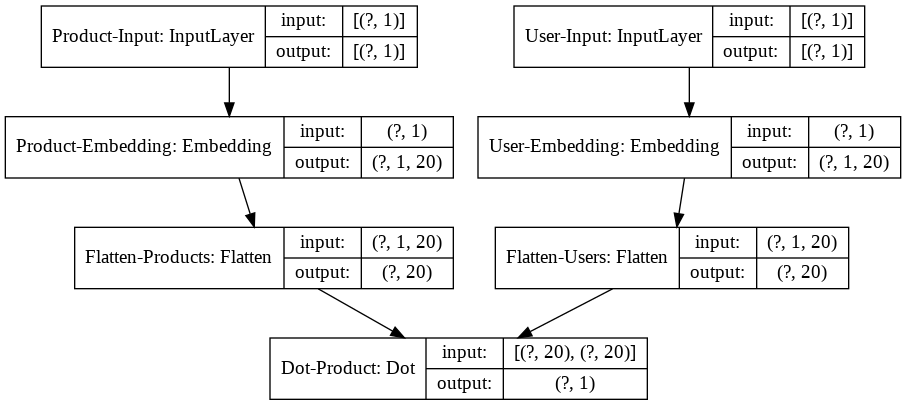 Product-Input: InputLayer
input: [(?, 1)]
output: [(?, 1)]
User-Input: InputLayer
input: [(?, 1)]
output: [(?, 1)]
Product-Embedding: Embedding
input: (?, 1)
output: (?, 1, 20)
User-Embedding: Embedding
input: (?, 1)
output: (?, 1, 20)
Flatten-Products: Flatten
input: (?, 1, 20)
output: (?, 20)
Flatten-Users: Flatten
input: (?, 1, 20)
output: (?, 20)
Dot-Product: Dot
input: [(?, 20), (?, 20)]
output: (?, 1)